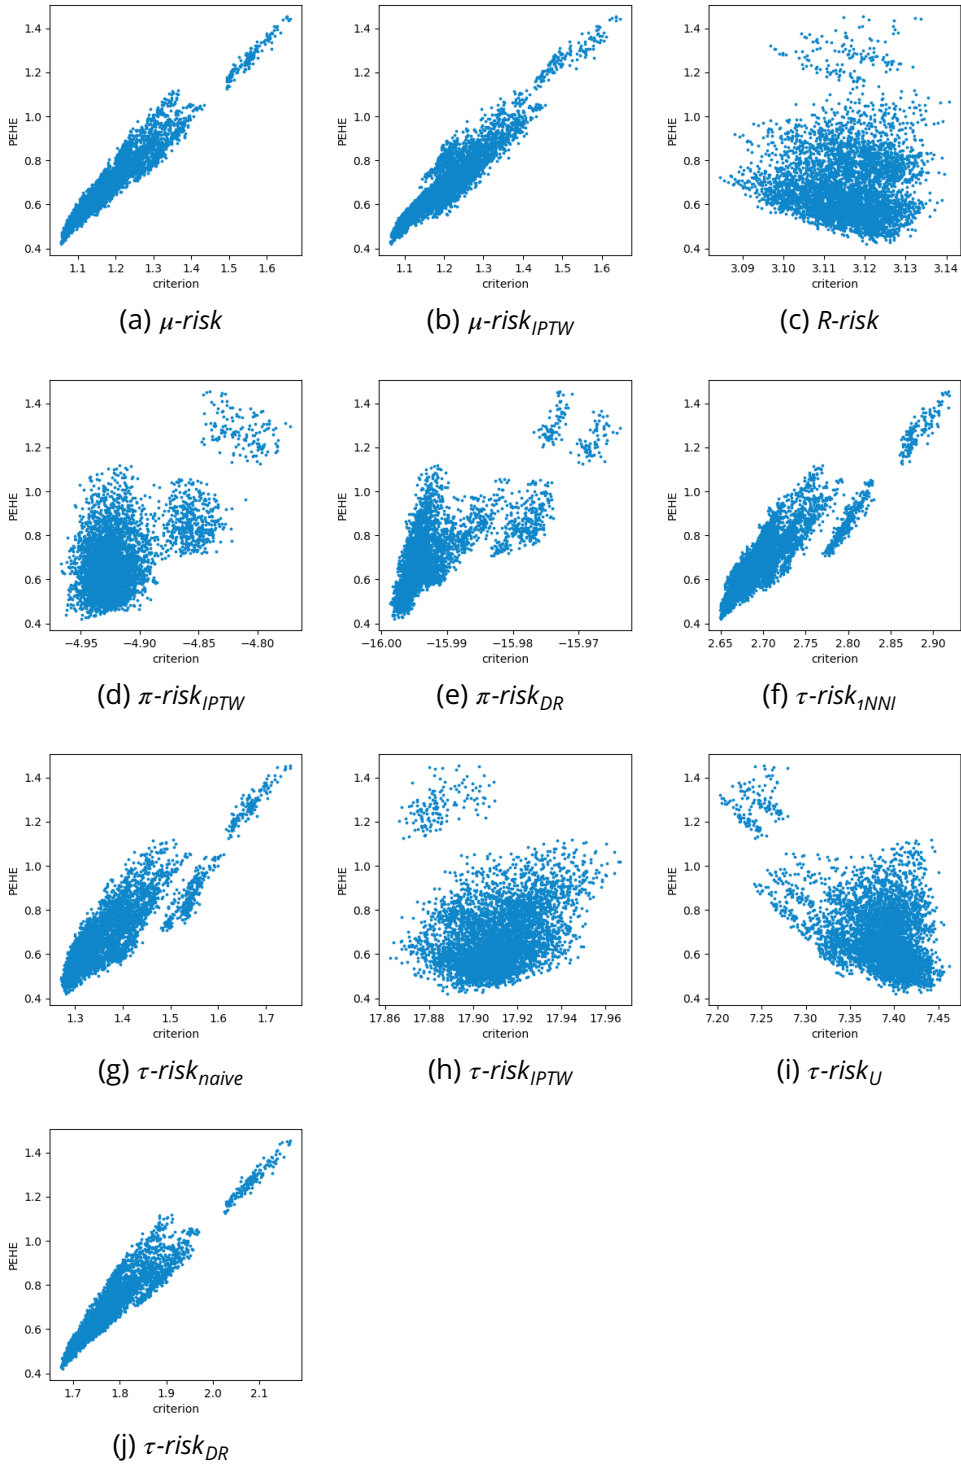 1.4
1.2
1.0
0.8
0.6
0.4
PEHE
1.1 1.2 1.3 1.4 1.5 1.6
criterion
(a) μ-risk
1.4
1.2
1.0
0.8
0.6
0.4
PEHE
1.1 1.2 1.3 1.4 1.5 1.6
criterion
(b) μ-risk_IPTW
1.4
1.2
1.0
0.8
0.6
0.4
PEHE
3.09 3.10 3.11 3.12 3.13 3.14
criterion
(c) R-risk
1.4
1.2
1.0
0.8
0.6
0.4
PEHE
−4.95 −4.90 −4.85 −4.80
criterion
(d) π-risk_IPTW
1.4
1.2
1.0
0.8
0.6
0.4
PEHE
−16.00 −15.99 −15.98 −15.97
criterion
(e) π-risk_DR
1.4
1.2
1.0
0.8
0.6
0.4
PEHE
2.65 2.70 2.75 2.80 2.85 2.90
criterion
(f) τ-risk_1NNI
1.4
1.2
1.0
0.8
0.6
0.4
PEHE
1.3 1.4 1.5 1.6 1.7
criterion
(g) τ-risk_naive
1.4
1.2
1.0
0.8
0.6
0.4
PEHE
17.86 17.88 17.90 17.92 17.94 17.96
criterion
(h) τ-risk_IPTW
1.4
1.2
1.0
0.8
0.6
0.4
PEHE
7.20 7.25 7.30 7.35 7.40 7.45
criterion
(i) τ-risk_U
1.4
1.2
1.0
0.8
0.6
0.4
PEHE
1.7 1.8 1.9 2.0 2.1
criterion
(j) τ-risk_DR